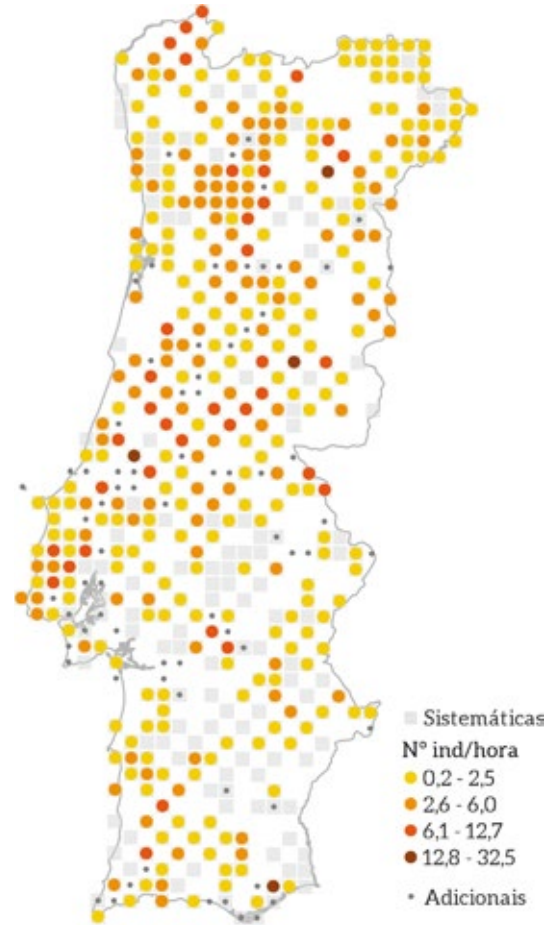 Sistemáticas
N° ind/hora
0,2 - 2,5
2,6 - 6,0
6,1 - 12,7
12,8 - 32,5
Adicionais